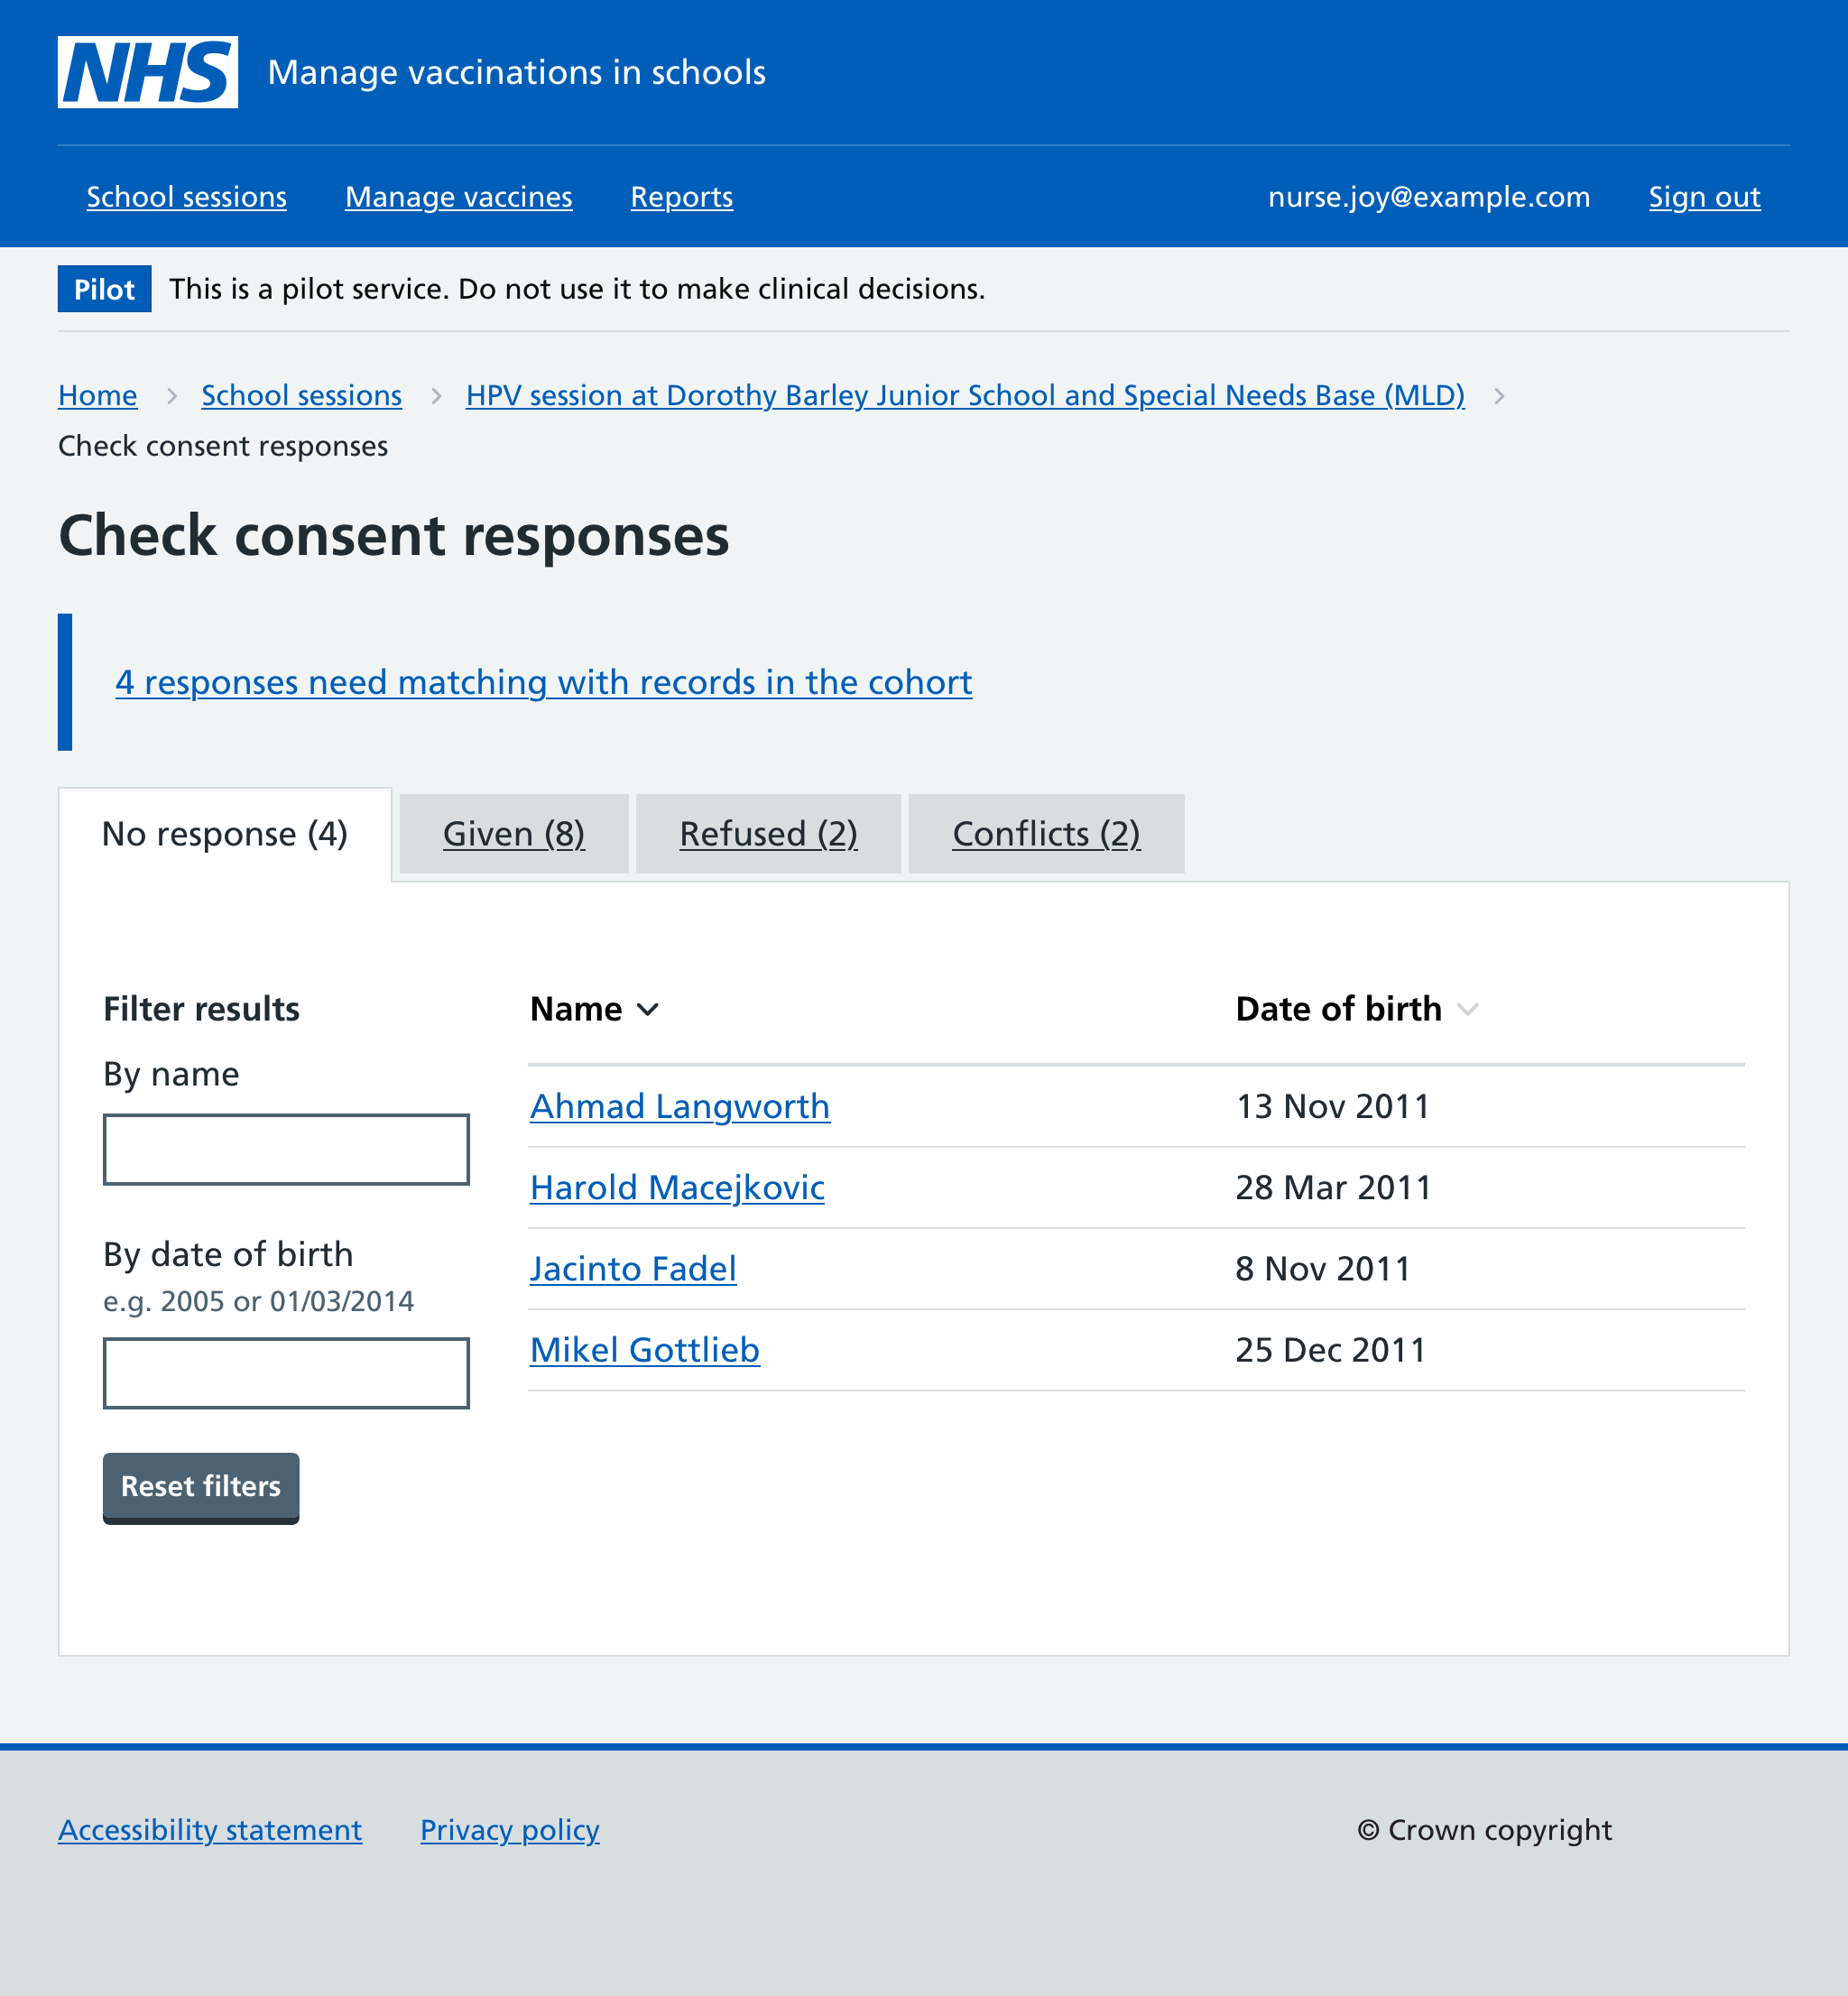 NHS Manage vaccinations in schools
School sessions Manage vaccines Reports nurse.joy@example.com Sign out
Pilot This is a pilot service. Do not use it to make clinical decisions.
Home School sessions HPV session at Dorothy Barley Junior School and Special Needs Base (MLD)
Check consent responses
Check consent responses
4 responses need matching with records in the cohort
No response (4) Given (8) Refused (2) Conflicts (2)
Filter results
By name
By date of birth
e.g. 2005 or 01/03/2014
Reset filters
Name Date of birth
Ahmad Langworth 13 Nov 2011
Harold Macejkovic 28 Mar 2011
Jacinto Fadel 8 Nov 2011
Mikel Gottlieb 25 Dec 2011
Accessibility statement Privacy policy © Crown copyright